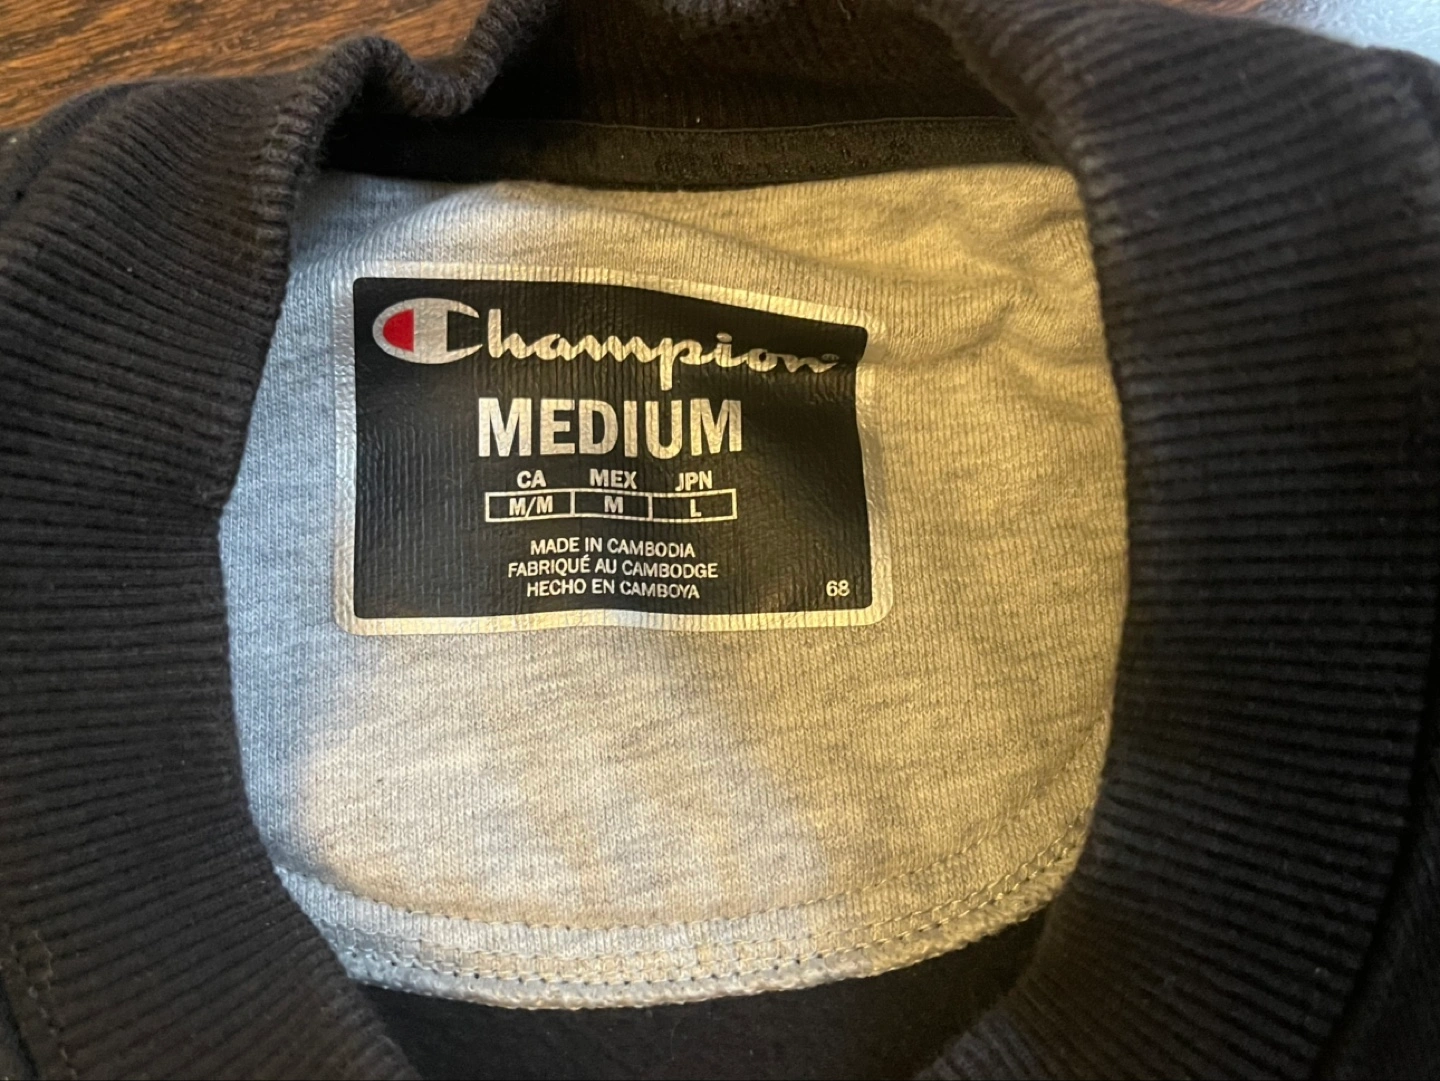 Champion
MEDIUM
CA MEX JPN
M/M M L
MADE IN CAMBODIA
FABRIQUÉ AU CAMBODGE
HECHO EN CAMBOYA
68